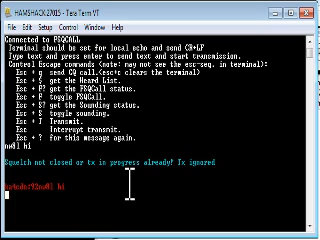 HAMSHACK:27015 - Tera Term VT
File Edit Setup Control Window Help
Connected to FSQCALL
Terminal should be set for local echo and send CR+LF
Type text and press enter to send text and start transmission.
Control Escape commands (note: may not see the esc-seq. in terminal):
Esc + g send CQ call.(esc+c clears the terminal)
Esc + $ get the Heard List.
Esc + P? get the FSQCall status.
Esc + P toggle FSQCall.
Esc + S? get the Sounding status.
Esc + S toggle sounding.
Esc + T Transmit.
Esc Interrupt transmit.
Esc + ? for this message again.
nw0l hi
Squelch not closed or tx in progress already? Tx ignored
hi